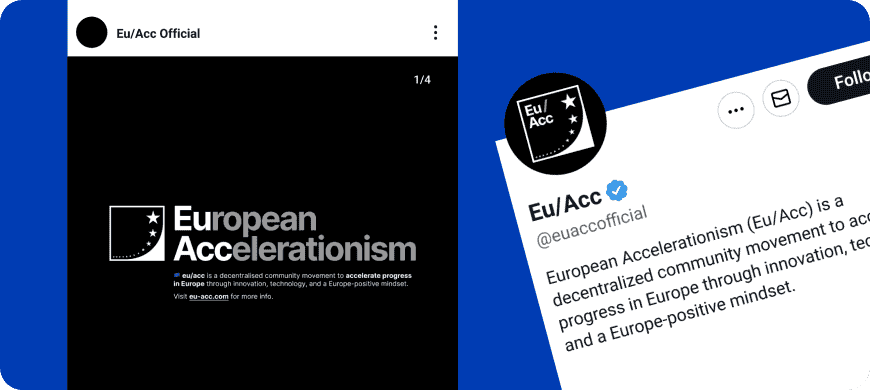 Eu/Acc Official
1/4
European
Accelerationism
eu/acc is a decentralised community movement to accelerate progress
in Europe through innovation, technology, and a Europe-positive mindset.
Visit eu-acc.com for more info.
Eu/
Acc
Follo
Eu/Acc
@euaccofficial
European Accelerationism (Eu/Acc) is a
decentralized community movement to acc
progress in Europe through innovation, tec
and a Europe-positive mindset.